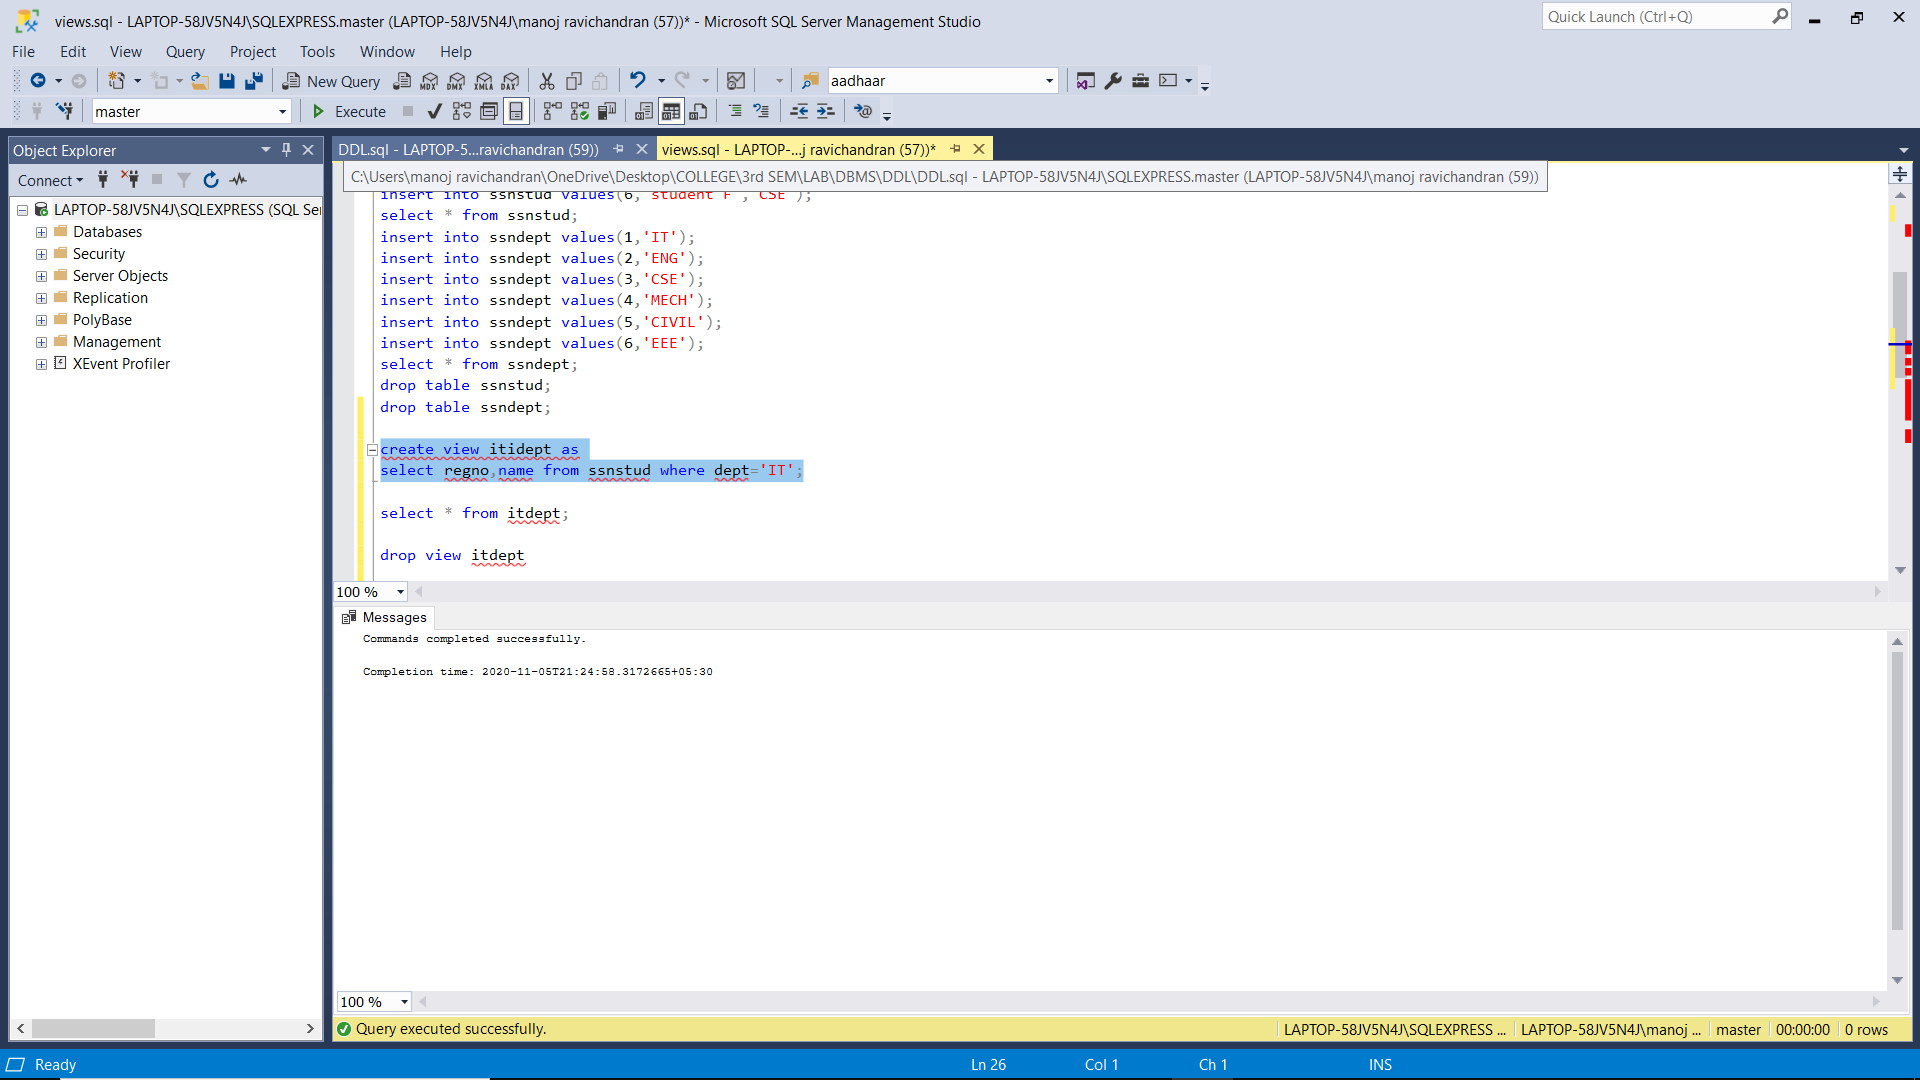 views.sql - LAPTOP-58JV5N4J\SQLEXPRESS.master (LAPTOP-58JV5N4J\manoj ravichandran (57))* - Microsoft SQL Server Management Studio
Quick Launch (Ctrl+Q)
File Edit View Query Project Tools Window Help
New Query MDX DMX XMLA DAX aadhaar
master Execute
Object Explorer
DDL.sql - LAPTOP-5...ravichandran (59)) views.sql - LAPTOP-...j ravichandran (57))*
Connect
C:\Users\manoj ravichandran\OneDrive\Desktop\COLLEGE\3rd SEM\LAB\DBMS\DDL\DDL.sql - LAPTOP-58JV5N4J\SQLEXPRESS.master (LAPTOP-58JV5N4J\manoj ravichandran (59))
LAPTOP-58JV5N4J\SQLEXPRESS (SQL Se
Databases
Security
Server Objects
Replication
PolyBase
Management
XEvent Profiler
insert into ssnstud values(6,'student F','CSE');
select * from ssnstud;
insert into ssndept values(1,'IT');
insert into ssndept values(2,'ENG');
insert into ssndept values(3,'CSE');
insert into ssndept values(4,'MECH');
insert into ssndept values(5,'CIVIL');
insert into ssndept values(6,'EEE');
select * from ssndept;
drop table ssnstud;
drop table ssndept;
create view itidept as
select regno,name from ssnstud where dept='IT';
select * from itdept;
drop view itdept
100 %
Messages
Commands completed successfully.
Completion time: 2020-11-05T21:24:58.3172665+05:30
100 %
Query executed successfully. LAPTOP-58JV5N4J\SQLEXPRESS ... LAPTOP-58JV5N4J\manoj ... master 00:00:00 0 rows
Ready Ln 26 Col 1 Ch 1 INS